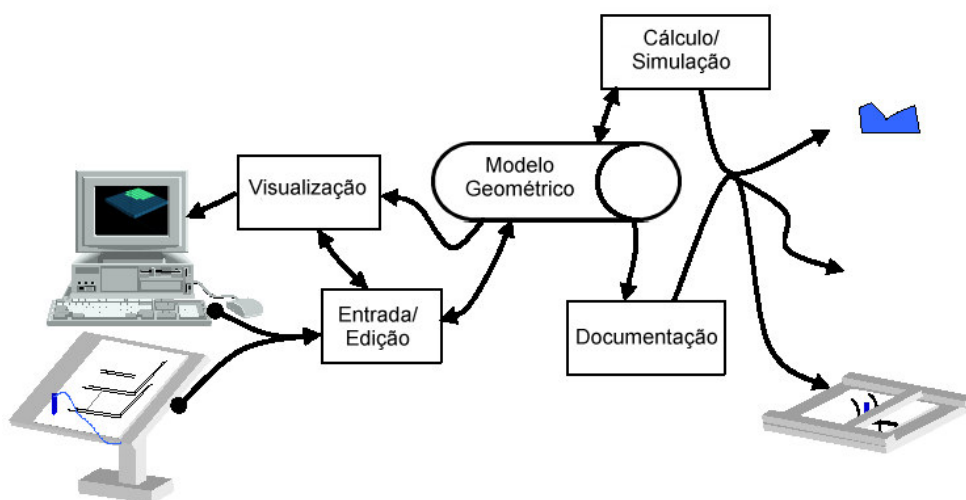 Cálculo/
Simulação
Modelo
Geométrico
Visualização
Entrada/
Edição
Documentação